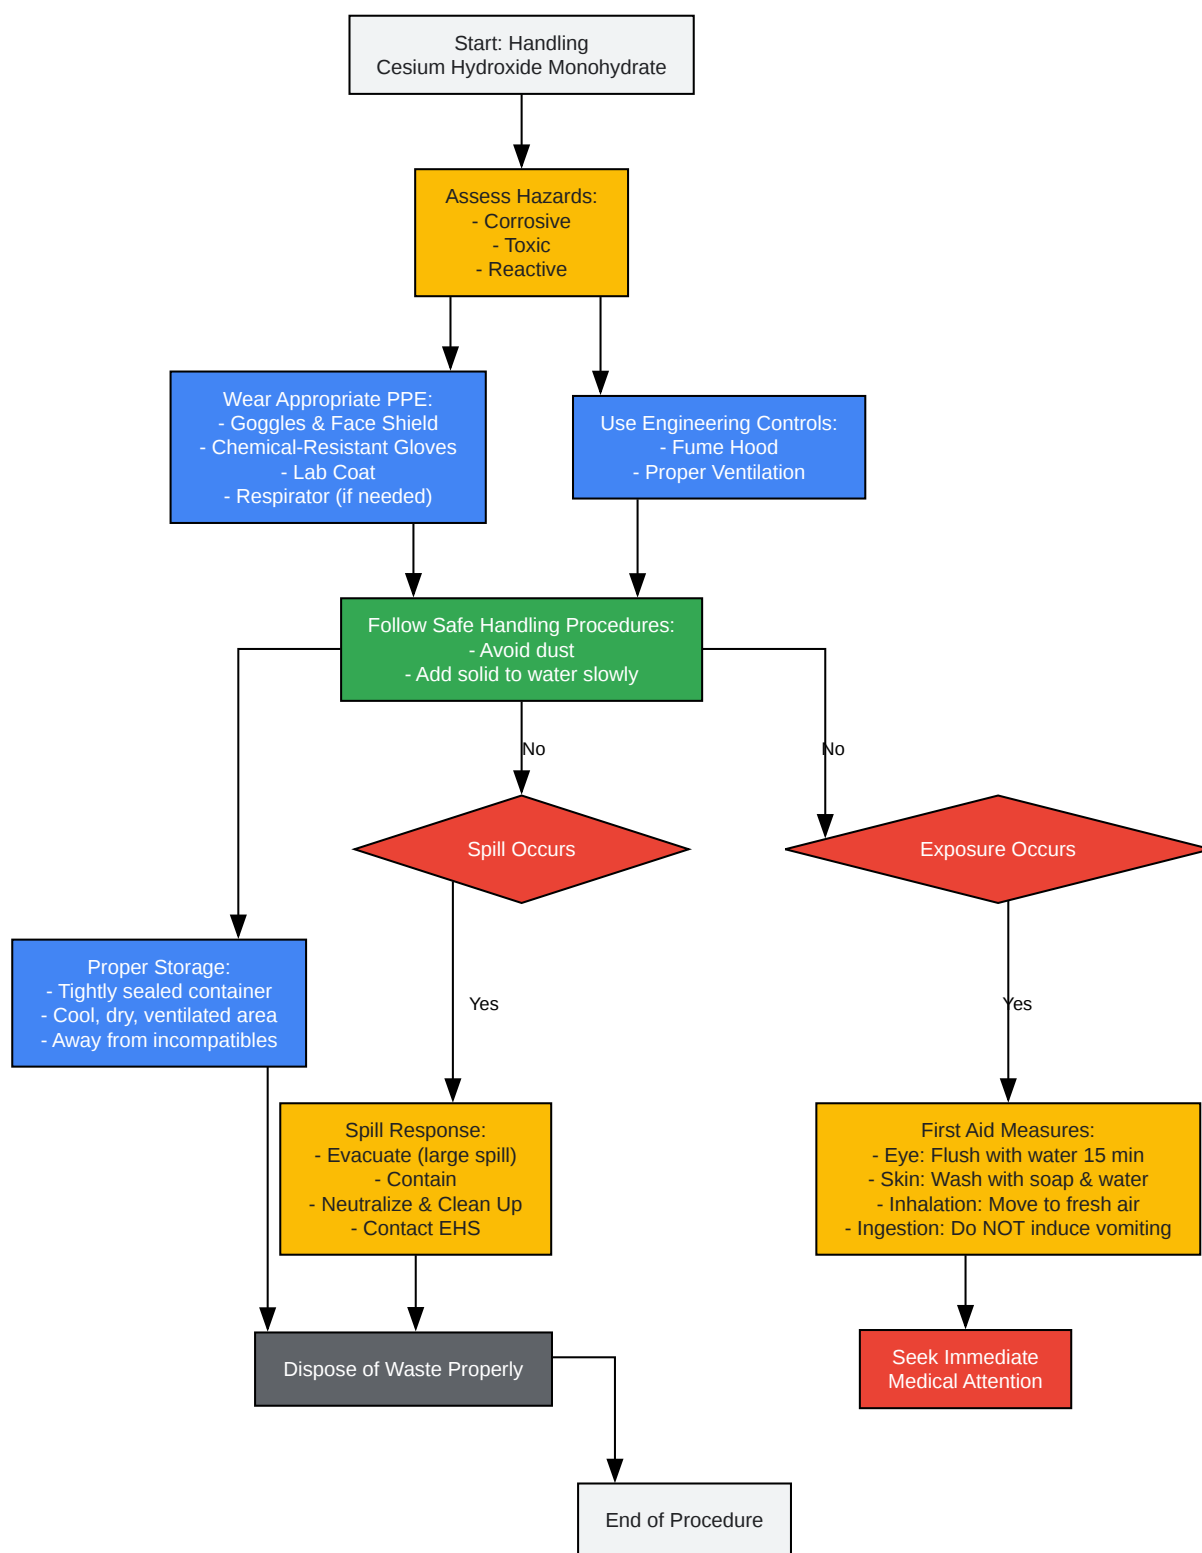 Start: Handling
Cesium Hydroxide Monohydrate
Assess Hazards:
- Corrosive
- Toxic
- Reactive
Wear Appropriate PPE:
- Goggles & Face Shield
- Chemical-Resistant Gloves
- Lab Coat
- Respirator (if needed)
Use Engineering Controls:
- Fume Hood
- Proper Ventilation
Follow Safe Handling Procedures:
- Avoid dust
- Add solid to water slowly
No
No
Spill Occurs
Exposure Occurs
Proper Storage:
- Tightly sealed container
- Cool, dry, ventilated area
- Away from incompatibles
Yes
Yes
Spill Response:
- Evacuate (large spill)
- Contain
- Neutralize & Clean Up
- Contact EHS
First Aid Measures:
- Eye: Flush with water 15 min
- Skin: Wash with soap & water
- Inhalation: Move to fresh air
- Ingestion: Do NOT induce vomiting
Dispose of Waste Properly
Seek Immediate
Medical Attention
End of Procedure